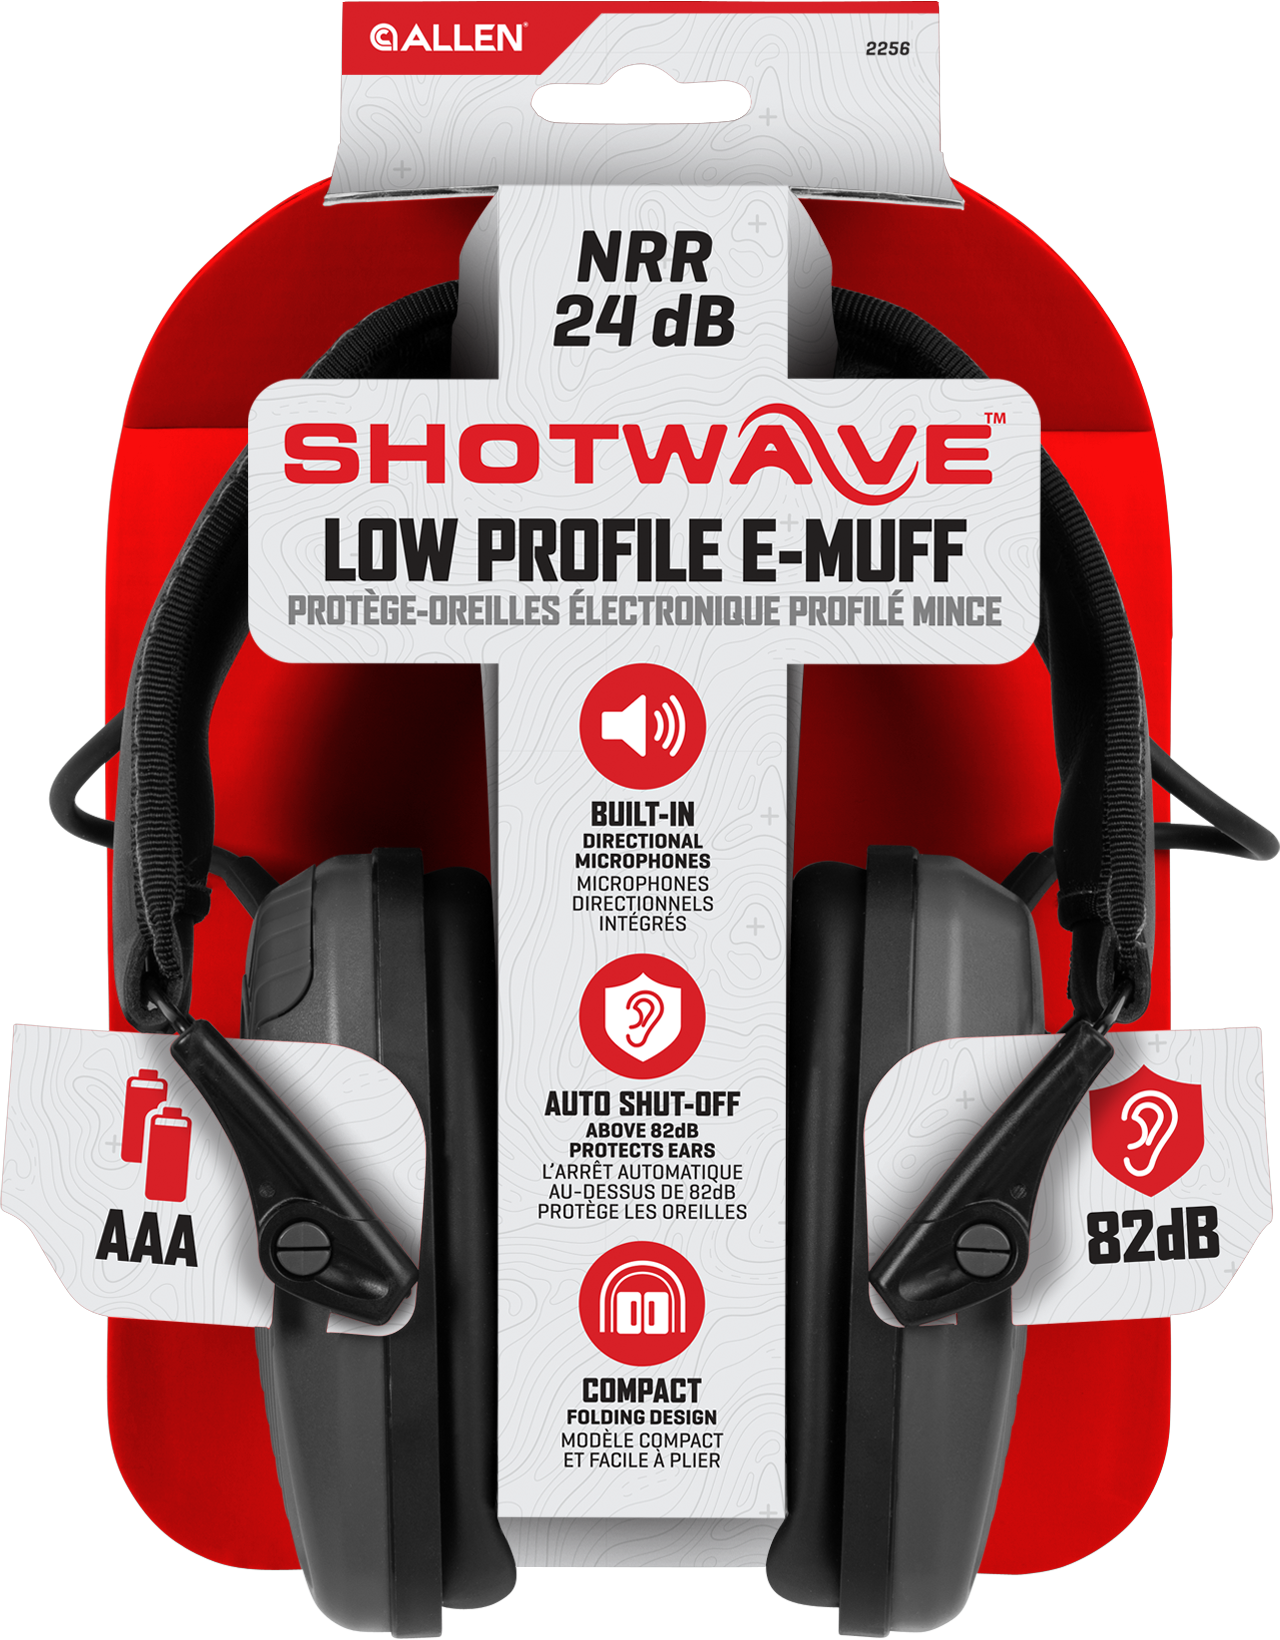 ALLEN®
2256
NRR
24 dB
SHOTWAVE™
LOW PROFILE E-MUFF
PROTÈGE-OREILLES ÉLECTRONIQUE PROFILÉ MINCE
BUILT-IN
DIRECTIONAL
MICROPHONES
MICROPHONES
DIRECTIONNELS
INTÉGRÉS
AUTO SHUT-OFF
ABOVE 82dB
PROTECTS EARS
L'ARRÊT AUTOMATIQUE
AU-DESSUS DE 82dB
PROTÈGE LES OREILLES
AAA
82dB
COMPACT
FOLDING DESIGN
MODÈLE COMPACT
ET FACILE À PLIER